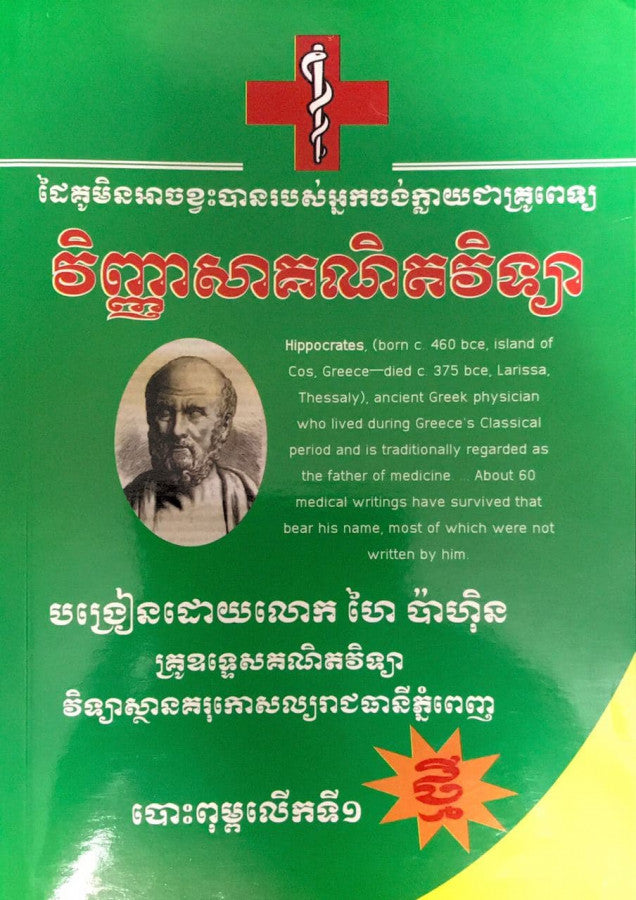 ដៃគូមិនអាចខ្វះបានរបស់អ្នកចង់ក្លាយជាគ្រូពេទ្យ
វិញ្ញាសាគណិតវិទ្យា
Hippocrates, (born c. 460 bce, island of
Cos, Greece—died c. 375 bce, Larissa,
Thessaly), ancient Greek physician
who lived during Greece's Classical
period and is traditionally regarded as
the father of medicine ... About 60
medical writings have survived that
bear his name, most of which were not
written by him.
បង្រៀនដោយលោក ហៃ ប៉ាហ៊ិន
គ្រូឧទ្ទេសគណិតវិទ្យា
វិទ្យាស្ថានគរុកោសល្យរាជធានីភ្នំពេញ
ថ្មី
បោះពុម្ពលើកទី១